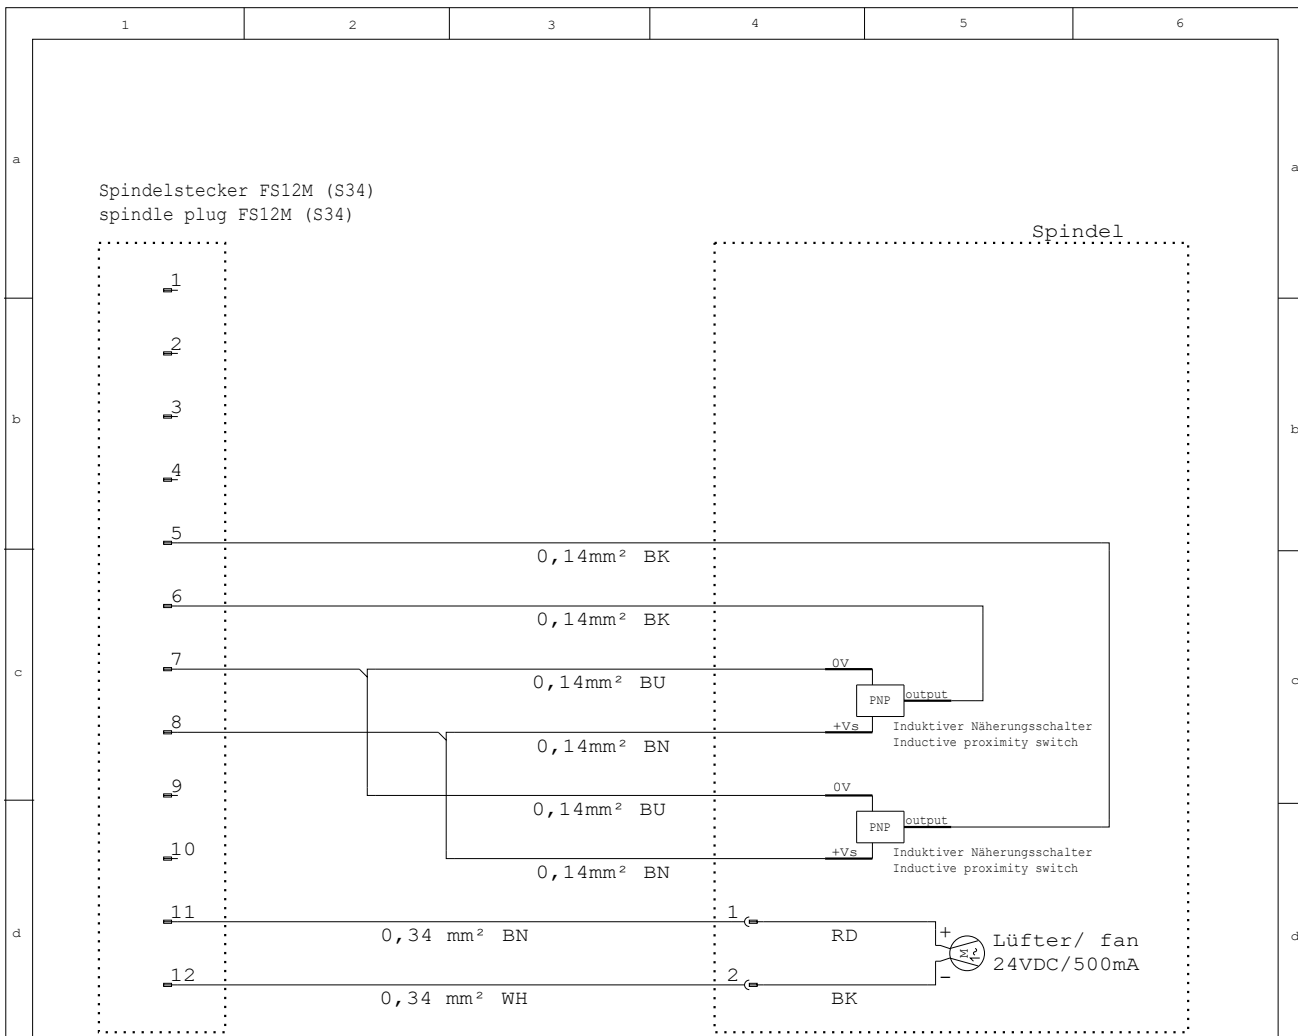 1 2 3 4 5 6
a a
Spindelstecker FS12M (S34)
spindle plug FS12M (S34)
Spindel
1
2
3
b b
4
5
0,14mm² BK
6
0,14mm² BK
7 0V
c c
0,14mm² BU
PNP output
8 +Vs
Induktiver Näherungsschalter
Inductive proximity switch
0,14mm² BN
9 0V
0,14mm² BU
PNP output
10 +Vs
Induktiver Näherungsschalter
Inductive proximity switch
0,14mm² BN
11 1
d d
0,34 mm² BN RD + M Lüfter/ fan
24VDC/500mA
12 2 −
0,34 mm² WH BK